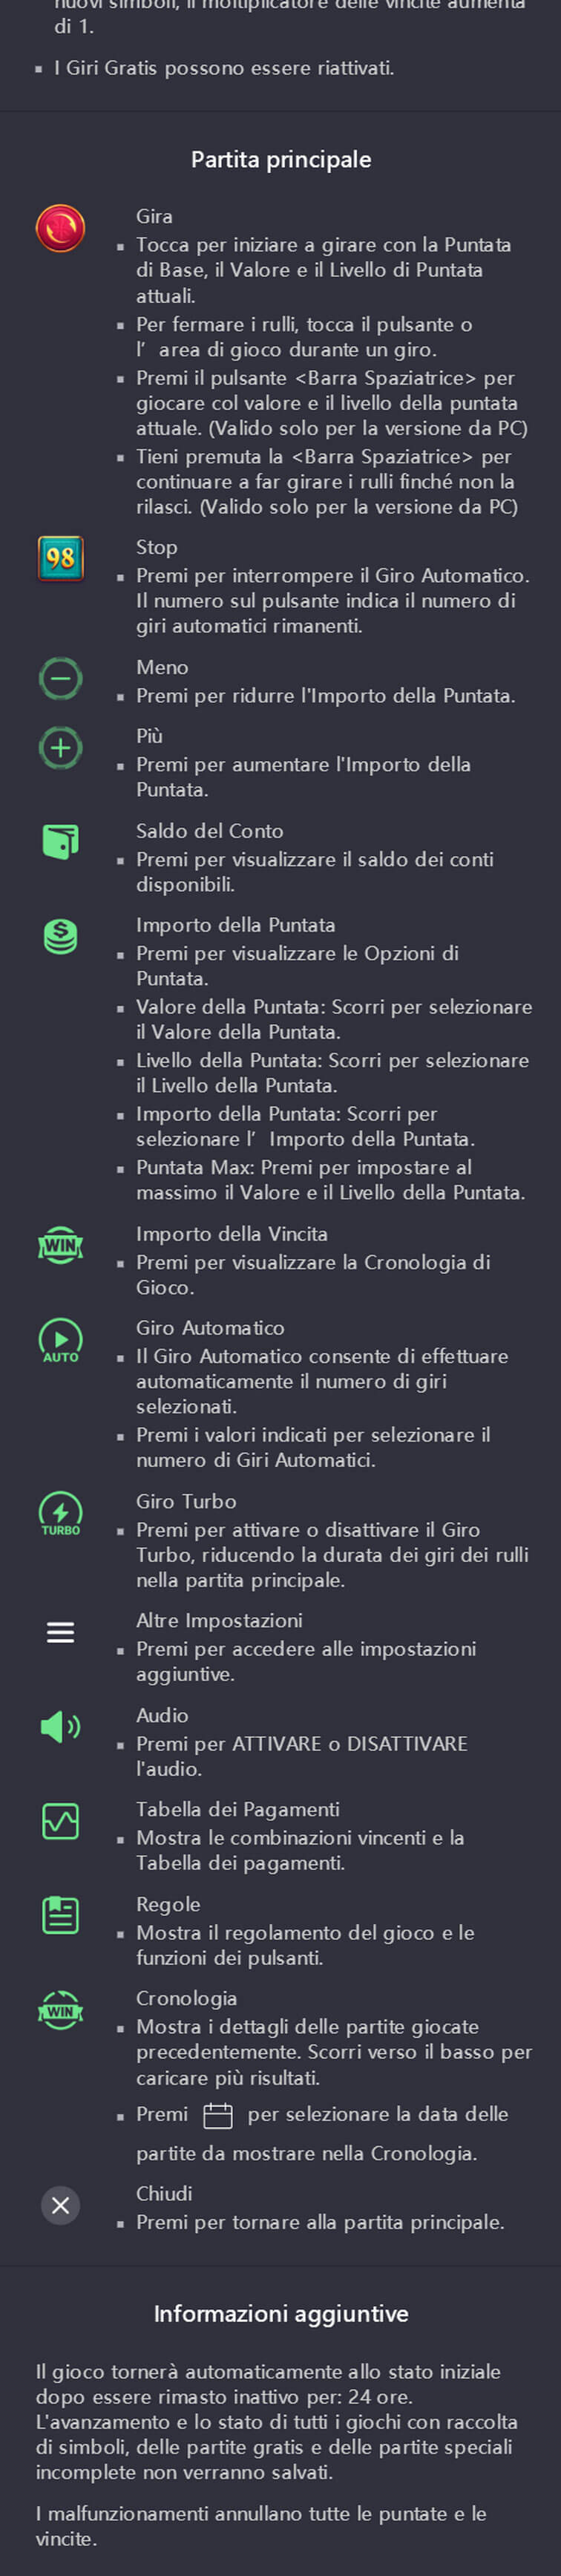 nuovi simboli, il moltiplicatore delle vincite aumenta
di 1.
I Giri Gratis possono essere riattivati.
Partita principale
Gira
Tocca per iniziare a girare con la Puntata
di Base, il Valore e il Livello di Puntata
attuali.
Per fermare i rulli, tocca il pulsante o
l’ area di gioco durante un giro.
Premi il pulsante <Barra Spaziatrice> per
giocare col valore e il livello della puntata
attuale. (Valido solo per la versione da PC)
Tieni premuta la <Barra Spaziatrice> per
continuare a far girare i rulli finché non la
rilasci. (Valido solo per la versione da PC)
98
Stop
Premi per interrompere il Giro Automatico.
Il numero sul pulsante indica il numero di
giri automatici rimanenti.
Meno
Premi per ridurre l'Importo della Puntata.
Più
Premi per aumentare l'Importo della
Puntata.
Saldo del Conto
Premi per visualizzare il saldo dei conti
disponibili.
Importo della Puntata
Premi per visualizzare le Opzioni di
Puntata.
Valore della Puntata: Scorri per selezionare
il Valore della Puntata.
Livello della Puntata: Scorri per selezionare
il Livello della Puntata.
Importo della Puntata: Scorri per
selezionare l’ Importo della Puntata.
Puntata Max: Premi per impostare al
massimo il Valore e il Livello della Puntata.
WIN
Importo della Vincita
Premi per visualizzare la Cronologia di
Gioco.
AUTO
Giro Automatico
Il Giro Automatico consente di effettuare
automaticamente il numero di giri
selezionati.
Premi i valori indicati per selezionare il
numero di Giri Automatici.
TURBO
Giro Turbo
Premi per attivare o disattivare il Giro
Turbo, riducendo la durata dei giri dei rulli
nella partita principale.
Altre Impostazioni
Premi per accedere alle impostazioni
aggiuntive.
Audio
Premi per ATTIVARE o DISATTIVARE
l'audio.
Tabella dei Pagamenti
Mostra le combinazioni vincenti e la
Tabella dei pagamenti.
Regole
Mostra il regolamento del gioco e le
funzioni dei pulsanti.
WIN
Cronologia
Mostra i dettagli delle partite giocate
precedentemente. Scorri verso il basso per
caricare più risultati.
Premi per selezionare la data delle
partite da mostrare nella Cronologia.
Chiudi
Premi per tornare alla partita principale.
Informazioni aggiuntive
Il gioco tornerà automaticamente allo stato iniziale
dopo essere rimasto inattivo per: 24 ore.
L'avanzamento e lo stato di tutti i giochi con raccolta
di simboli, delle partite gratis e delle partite speciali
incomplete non verranno salvati.
I malfunzionamenti annullano tutte le puntate e le
vincite.